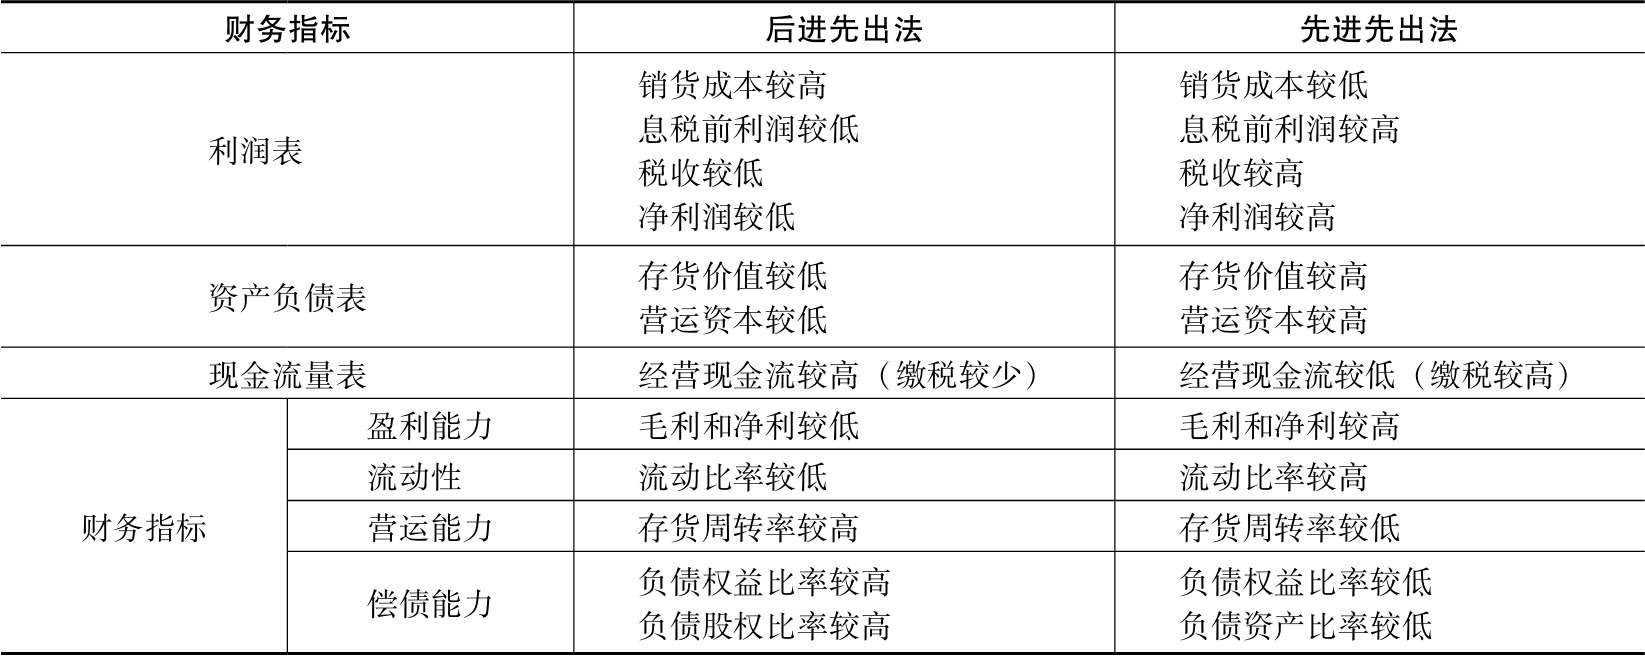 财务指标 后进先出法 先进先出法
利润表
销货成本较高
息税前利润较低
税收较低
净利润较低
销货成本较低
息税前利润较高
税收较高
净利润较高
资产负债表
存货价值较低
营运资本较低
存货价值较高
营运资本较高
现金流量表 经营现金流较高（缴税较少） 经营现金流较低（缴税较高）
财务指标
盈利能力 毛利和净利较低 毛利和净利较高
流动性 流动比率较低 流动比率较高
营运能力 存货周转率较高 存货周转率较低
偿债能力
负债权益比率较高
负债股权比率较高
负债权益比率较低
负债资产比率较低